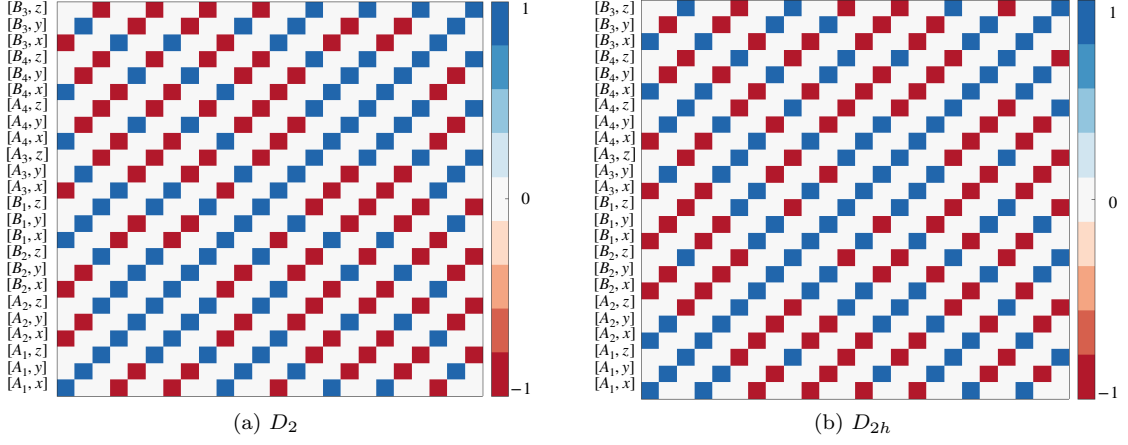 [B₃, z]
[B₃, y]
[B₃, x]
[B₄, z]
[B₄, y]
[B₄, x]
[A₄, z]
[A₄, y]
[A₄, x]
[A₃, z]
[A₃, y]
[A₃, x]
[B₁, z]
[B₁, y]
[B₁, x]
[B₂, z]
[B₂, y]
[B₂, x]
[A₂, z]
[A₂, y]
[A₂, x]
[A₁, z]
[A₁, y]
[A₁, x]
1
0
−1
(a) D₂
[B₃, z]
[B₃, y]
[B₃, x]
[B₄, z]
[B₄, y]
[B₄, x]
[A₄, z]
[A₄, y]
[A₄, x]
[A₃, z]
[A₃, y]
[A₃, x]
[B₁, z]
[B₁, y]
[B₁, x]
[B₂, z]
[B₂, y]
[B₂, x]
[A₂, z]
[A₂, y]
[A₂, x]
[A₁, z]
[A₁, y]
[A₁, x]
1
0
−1
(b) D₂ₕ